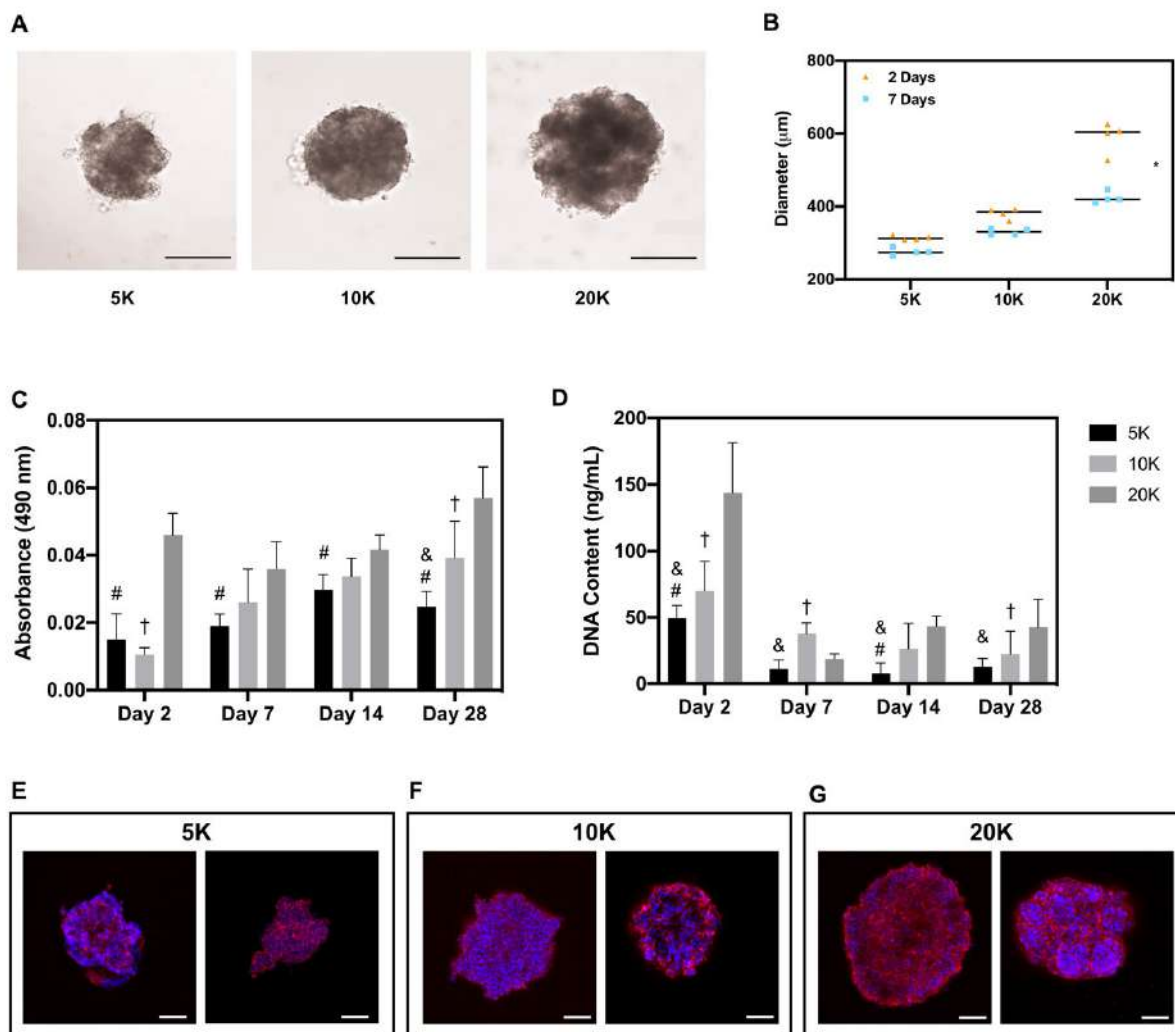 A
5K
10K
20K
B
800
600
400
200
Diameter (μm)
2 Days
7 Days
*
5K
10K
20K
C
0.08
0.06
0.04
0.02
0.00
Absorbance (490 nm)
#
†
#
#
&
#
†
Day 2
Day 7
Day 14
Day 28
D
200
150
100
50
0
DNA Content (ng/mL)
&
#
†
&
†
&
#
&
†
Day 2
Day 7
Day 14
Day 28
5K
10K
20K
E
5K
F
10K
G
20K